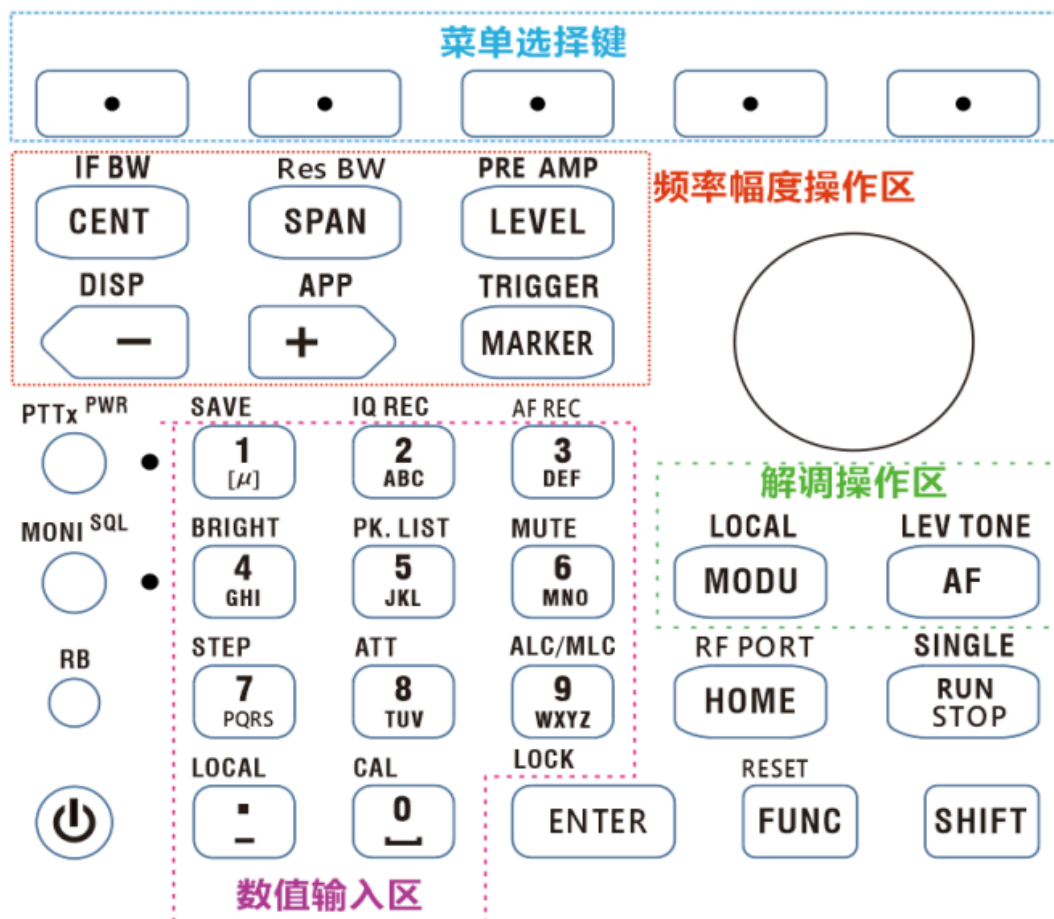 菜单选择键
IF BW Res BW PRE AMP
频率幅度操作区
CENT SPAN LEVEL
DISP APP TRIGGER
− + MARKER
PTTx PWR SAVE IQ REC AF REC
1 2 3
[μ] ABC DEF
解调操作区
MONI SQL BRIGHT PK. LIST MUTE LOCAL LEV TONE
4 5 6 MODU AF
GHI JKL MNO
RB STEP ATT ALC/MLC RF PORT SINGLE
7 8 9 HOME RUN
PQRS TUV WXYZ STOP
LOCAL CAL LOCK RESET
. 0 ENTER FUNC SHIFT
–
数值输入区